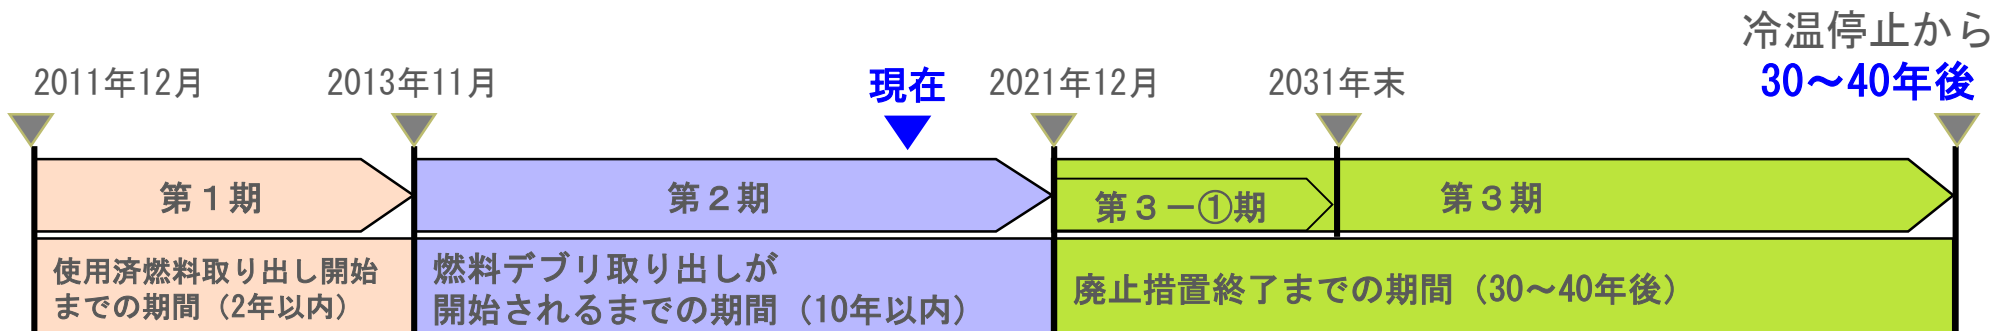 冷温停止から
2011年12月
2013年11月
現在
2021年12月
2031年末
30～40年後
第１期
第２期
第３－①期
第３期
使用済燃料取り出し開始
までの期間（2年以内）
燃料デブリ取り出しが
開始されるまでの期間（10年以内）
廃止措置終了までの期間（30～40年後）